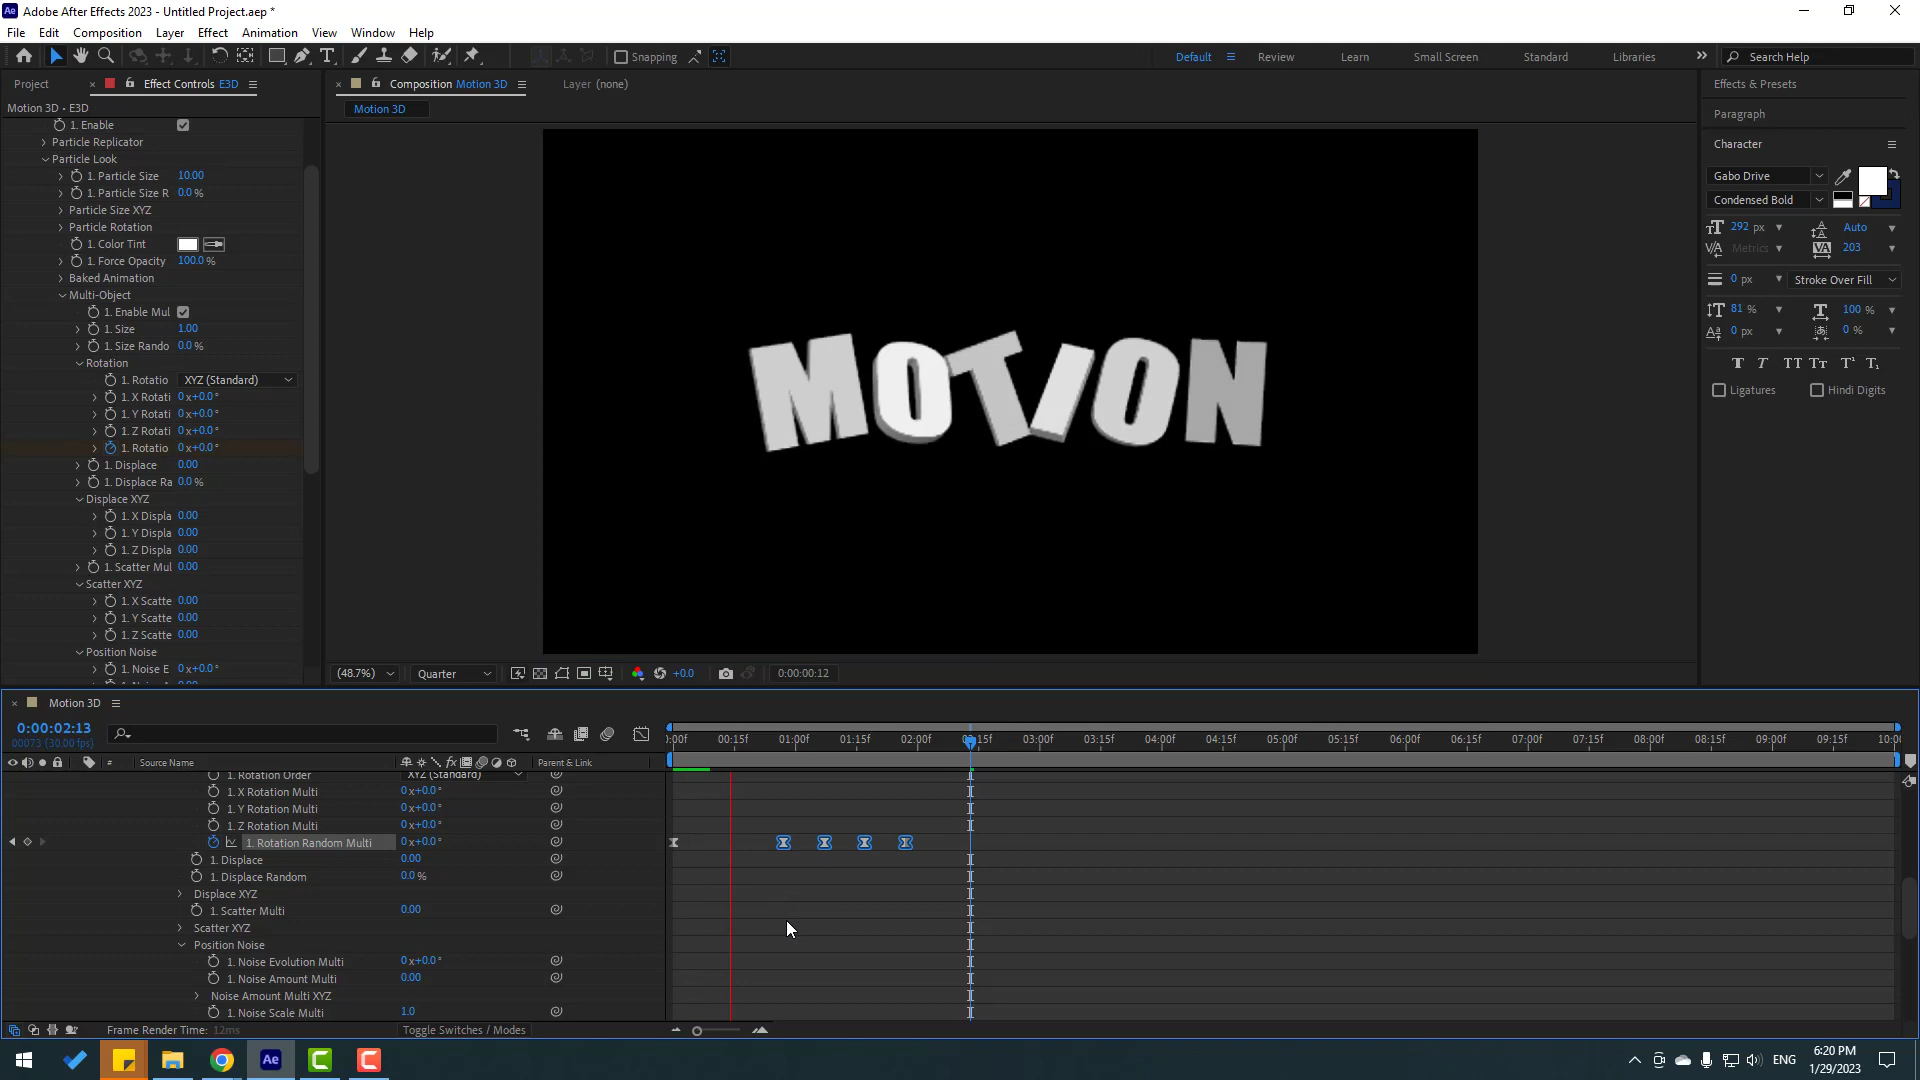 Adobe After Effects 2023 - Untitled Project.aep *
File Edit Composition Layer Effect Animation View Window Help
Snapping
Default Review Learn Small Screen Standard Libraries Search Help
Project Effect Controls E3D
Composition Motion 3D Layer (none)
Effects & Presets
Motion 3D • E3D
Motion 3D
Paragraph
1. Enable
Particle Replicator
Particle Look
1. Particle Size 10.00
1. Particle Size R 0.0 %
Particle Size XYZ
Particle Rotation
1. Color Tint
1. Force Opacity 100.0 %
Baked Animation
Multi-Object
1. Enable Mul
1. Size 1.00
1. Size Rando 0.0 %
Rotation
1. Rotatio XYZ (Standard)
1. X Rotati 0 x+0.0 °
1. Y Rotati 0 x+0.0 °
1. Z Rotati 0 x+0.0 °
1. Rotatio 0 x+0.0 °
1. Displace 0.00
1. Displace Ra 0.0 %
Displace XYZ
1. X Displa 0.00
1. Y Displa 0.00
1. Z Displa 0.00
1. Scatter Mul 0.00
Scatter XYZ
1. X Scatte 0.00
1. Y Scatte 0.00
1. Z Scatte 0.00
Position Noise
1. Noise E 0 x+0.0 °
MOTION
(48.7%) Quarter +0.0 0:00:00:12
Character
Gabo Drive
Condensed Bold
292 px Auto
Metrics 203
0 px Stroke Over Fill
81 % 100 %
0 px 0 %
Ligatures Hindi Digits
Motion 3D
0:00:02:13
00073 (30.00 fps)
:00f 00:15f 01:00f 01:15f 02:00f 02:15f 03:00f 03:15f 04:00f 04:15f 05:00f 05:15f 06:00f 06:15f 07:00f 07:15f 08:00f 08:15f 09:00f 09:15f 10:0
# Source Name fx Parent & Link
1. Rotation Order XYZ (Standard)
1. X Rotation Multi 0 x+0.0 °
1. Y Rotation Multi 0 x+0.0 °
1. Z Rotation Multi 0 x+0.0 °
1. Rotation Random Multi 0 x+0.0 °
1. Displace 0.00
1. Displace Random 0.0 %
Displace XYZ
1. Scatter Multi 0.00
Scatter XYZ
Position Noise
1. Noise Evolution Multi 0 x+0.0 °
1. Noise Amount Multi 0.00
Noise Amount Multi XYZ
1. Noise Scale Multi 1.0
Frame Render Time: 12ms Toggle Switches / Modes
Ae
ENG
6:20 PM
1/29/2023